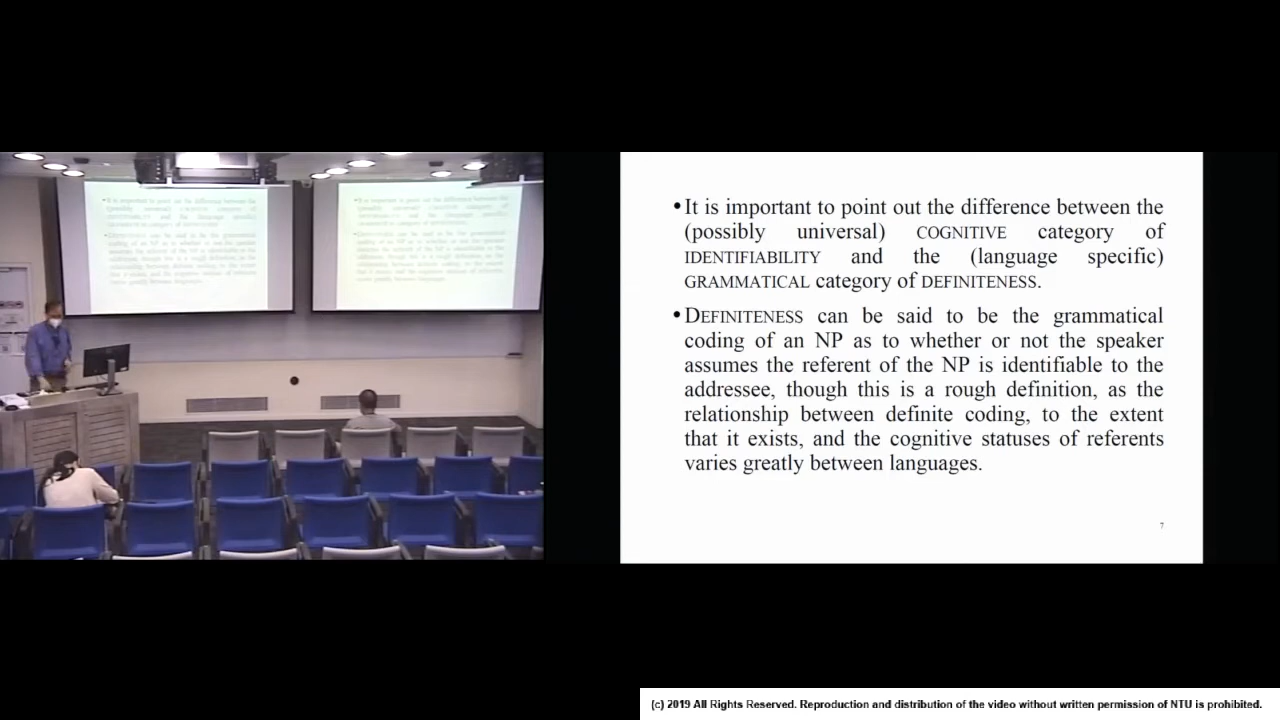 •It is important to point out the difference between the
(possibly universal) COGNITIVE category of
IDENTIFIABILITY and the (language specific)
GRAMMATICAL category of DEFINITENESS.
•DEFINITENESS can be said to be the grammatical
coding of an NP as to whether or not the speaker
assumes the referent of the NP is identifiable to the
addressee, though this is a rough definition, as the
relationship between definite coding, to the extent
that it exists, and the cognitive statuses of referents
varies greatly between languages.
7
(c) 2019 All Rights Reserved. Reproduction and distribution of the video without written permission of NTU is prohibited.